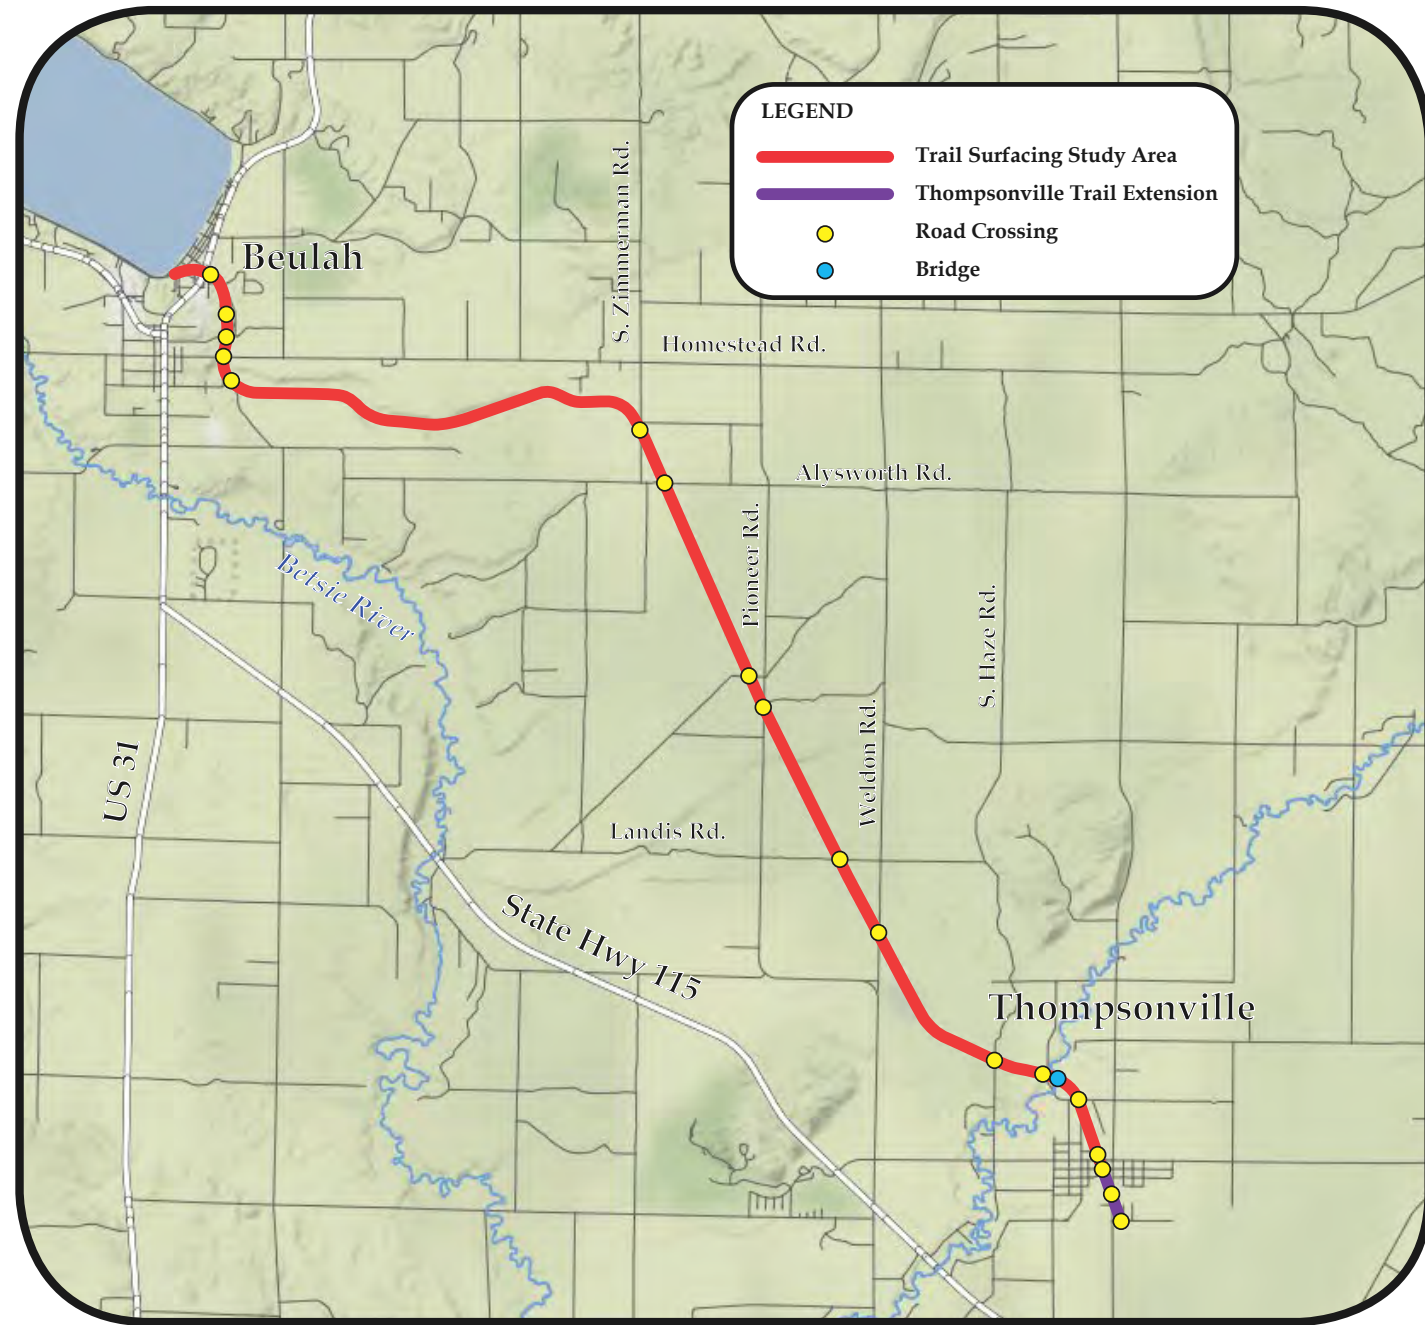 LEGEND
Trail Surfacing Study Area
Thompsonville Trail Extension
Road Crossing
Bridge
Beulah
S. Zimmerman Rd.
Homestead Rd.
Alysworth Rd.
Pioneer Rd.
Betsie River
S. Haze Rd.
Weldon Rd.
US 31
Landis Rd.
State Hwy 115
Thompsonville